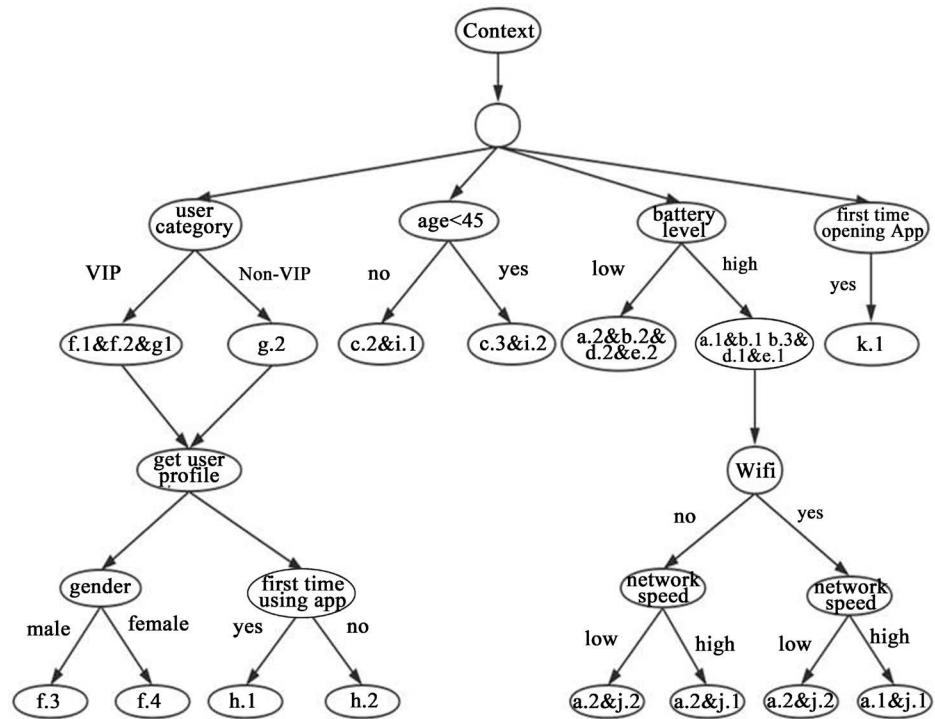 Context
user
category
age<45
battery
level
first time
opening App
VIP
Non-VIP
no
yes
low
high
yes
f.1&f.2&g1
g.2
c.2&i.1
c.3&i.2
a.2&b.2&
d.2&e.2
a.1&b.1 b.3&
d.1&e.1
k.1
get user
profile
Wifi
no
yes
gender
first time
using app
network
speed
network
speed
male
female
yes
no
low
high
low
high
f.3
f.4
h.1
h.2
a.2&j.2
a.2&j.1
a.2&j.2
a.1&j.1